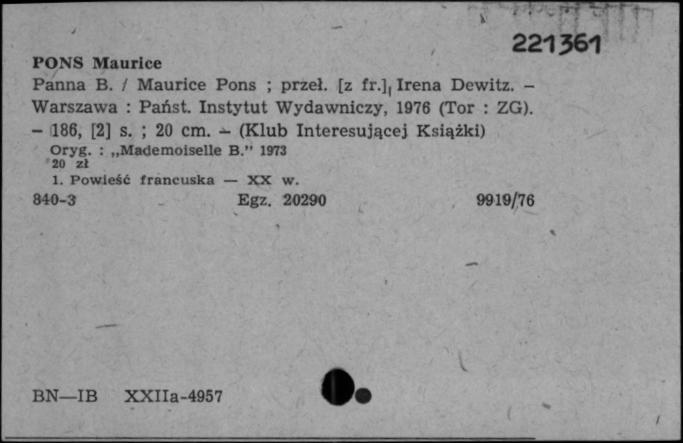 221361
PONS Maurice
Panna B. / Maurice Pons ; przeł. [z fr.], Irena Dewitz. –
Warszawa : Państ. Instytut Wydawniczy, 1976 (Tor : ZG).
– 186, [2] s. ; 20 cm. – (Klub Interesującej Książki)
Oryg. : „Mademoiselle B." 1973
20 zł
1. Powieść francuska — XX w.
840-3 Egz. 20290 9919/76
BN—IB XXIIa-4957